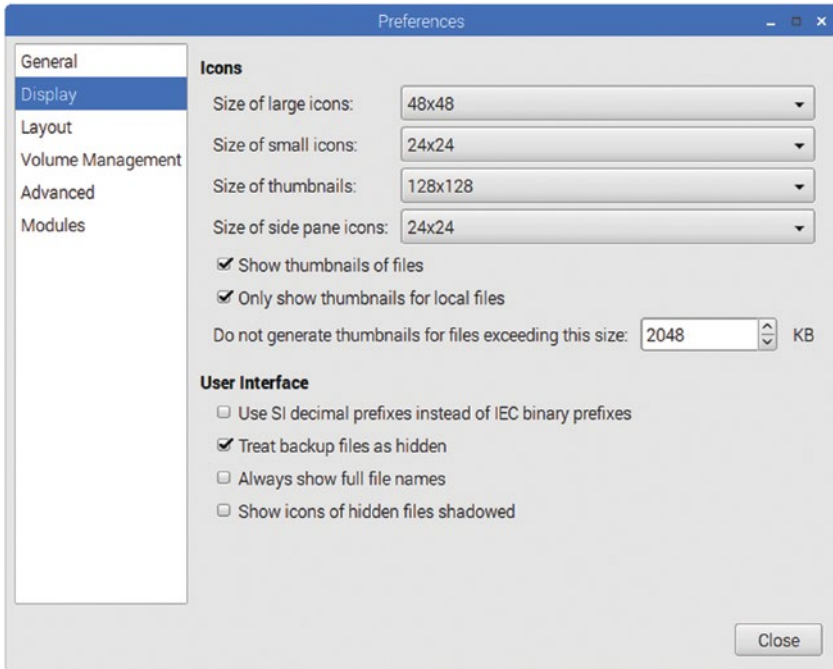 Preferences
General
Display
Layout
Volume Management
Advanced
Modules
Icons
Size of large icons: 48x48
Size of small icons: 24x24
Size of thumbnails: 128x128
Size of side pane icons: 24x24
Show thumbnails of files
Only show thumbnails for local files
Do not generate thumbnails for files exceeding this size: 2048 KB
User Interface
Use SI decimal prefixes instead of IEC binary prefixes
Treat backup files as hidden
Always show full file names
Show icons of hidden files shadowed
Close